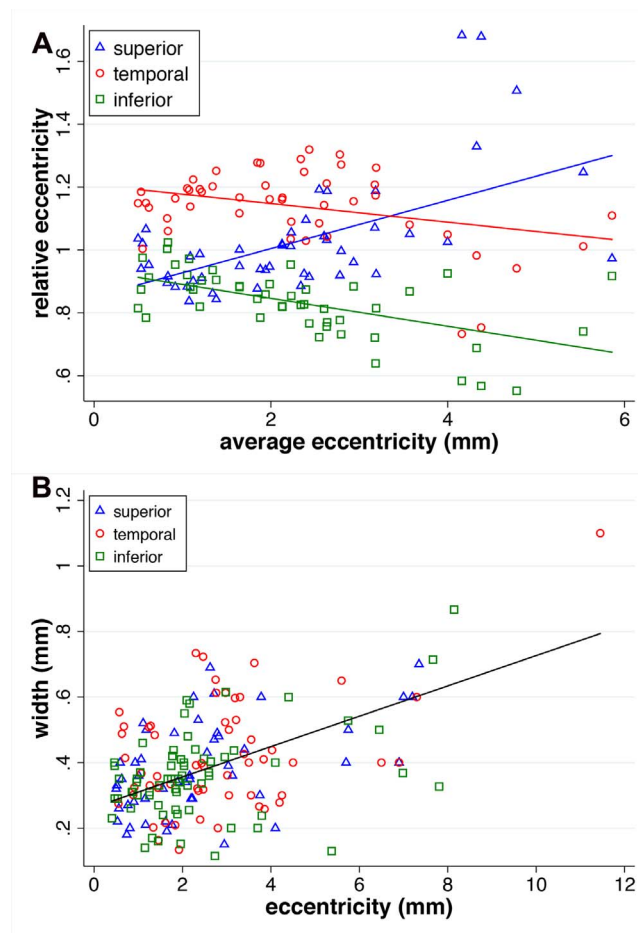 A
superior
temporal
inferior
relative eccentricity
1.6
1.4
1.2
1
.8
.6
0 2 4 6
average eccentricity (mm)
B
superior
temporal
inferior
width (mm)
1.2
1
.8
.6
.4
.2
0 2 4 6 8 10 12
eccentricity (mm)